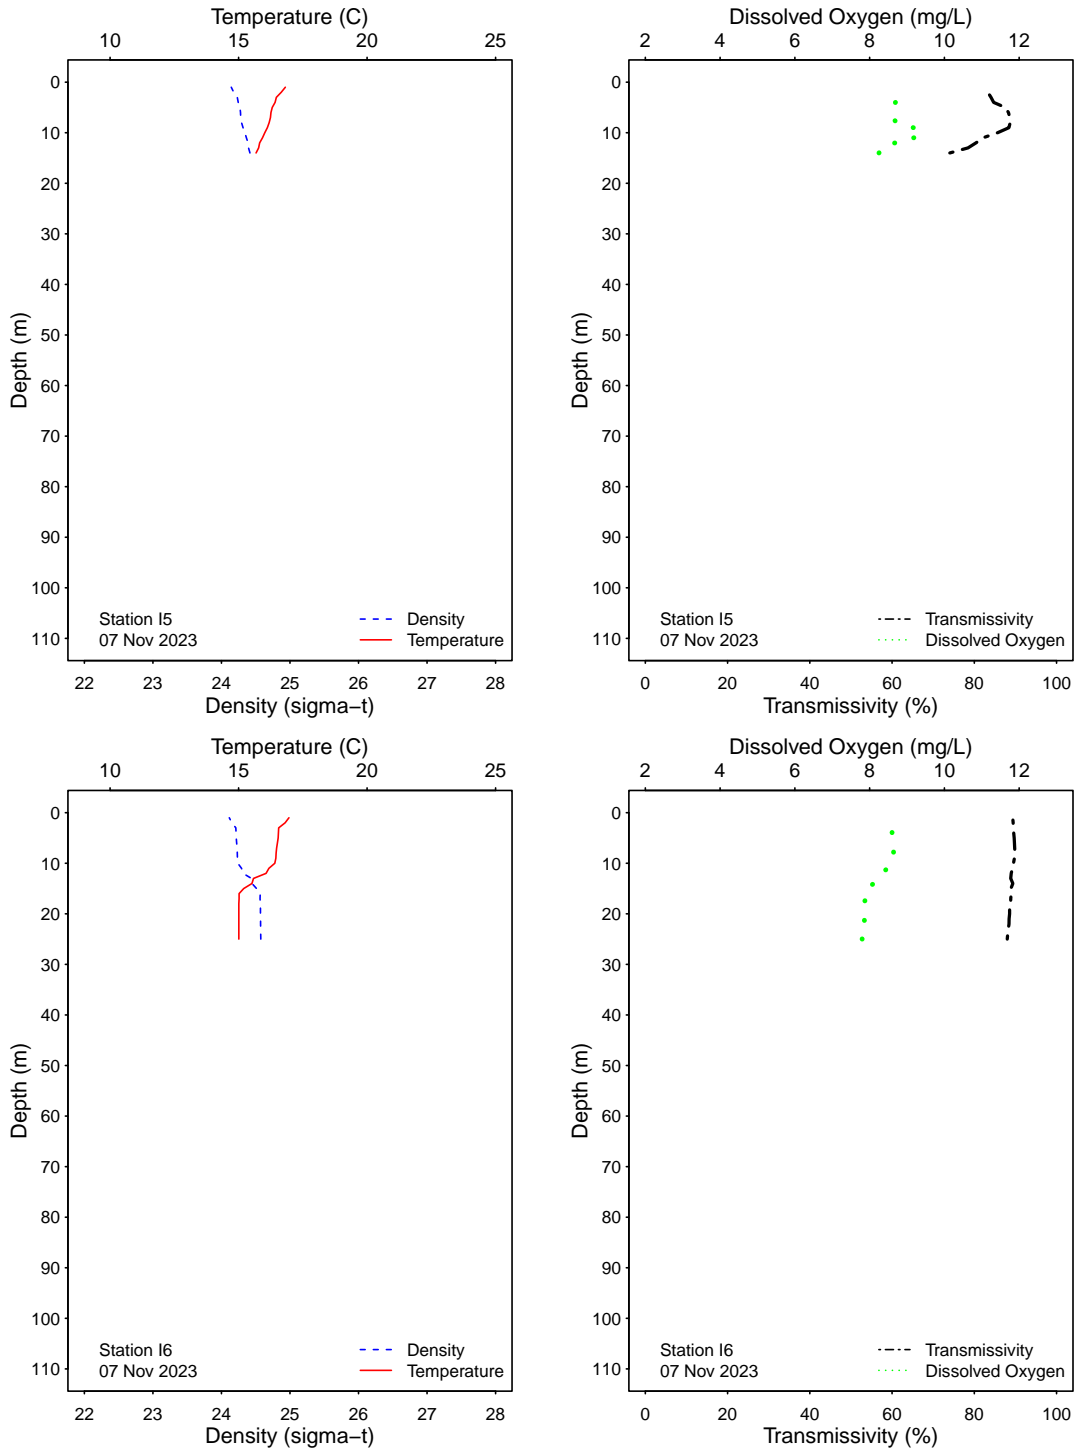 Temperature (C)
10 15 20 25
0
10
20
30
40
50
60
70
80
90
100
110
Depth (m)
Station I5
07 Nov 2023
Density
Temperature
22 23 24 25 26 27 28
Density (sigma−t)
Dissolved Oxygen (mg/L)
2 4 6 8 10 12
0
10
20
30
40
50
60
70
80
90
100
110
Depth (m)
Station I5
07 Nov 2023
Transmissivity
Dissolved Oxygen
0 20 40 60 80 100
Transmissivity (%)
Temperature (C)
10 15 20 25
0
10
20
30
40
50
60
70
80
90
100
110
Depth (m)
Station I6
07 Nov 2023
Density
Temperature
22 23 24 25 26 27 28
Density (sigma−t)
Dissolved Oxygen (mg/L)
2 4 6 8 10 12
0
10
20
30
40
50
60
70
80
90
100
110
Depth (m)
Station I6
07 Nov 2023
Transmissivity
Dissolved Oxygen
0 20 40 60 80 100
Transmissivity (%)